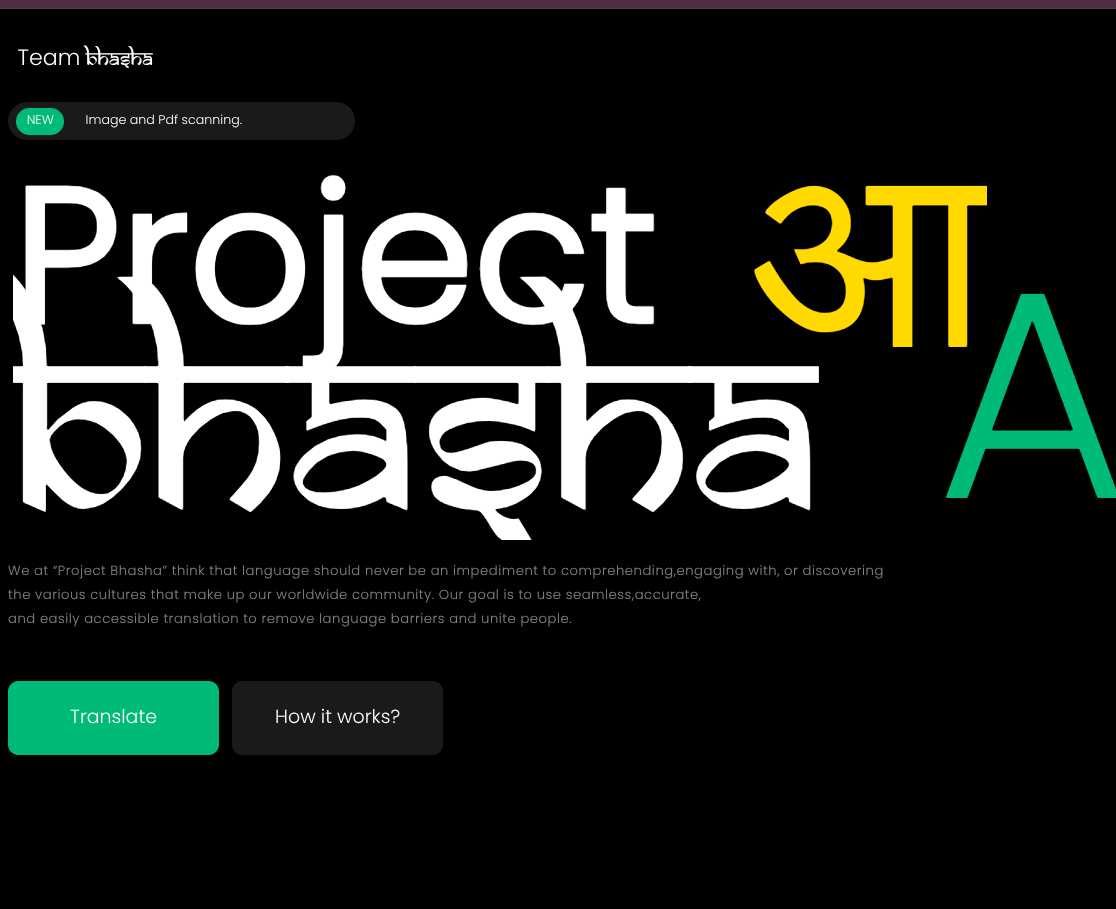 Team bhasha
NEW Image and Pdf scanning.
Project आ
bhasha A
We at “Project Bhasha” think that language should never be an impediment to comprehending,engaging with, or discovering
the various cultures that make up our worldwide community. Our goal is to use seamless,accurate,
and easily accessible translation to remove language barriers and unite people.
Translate How it works?